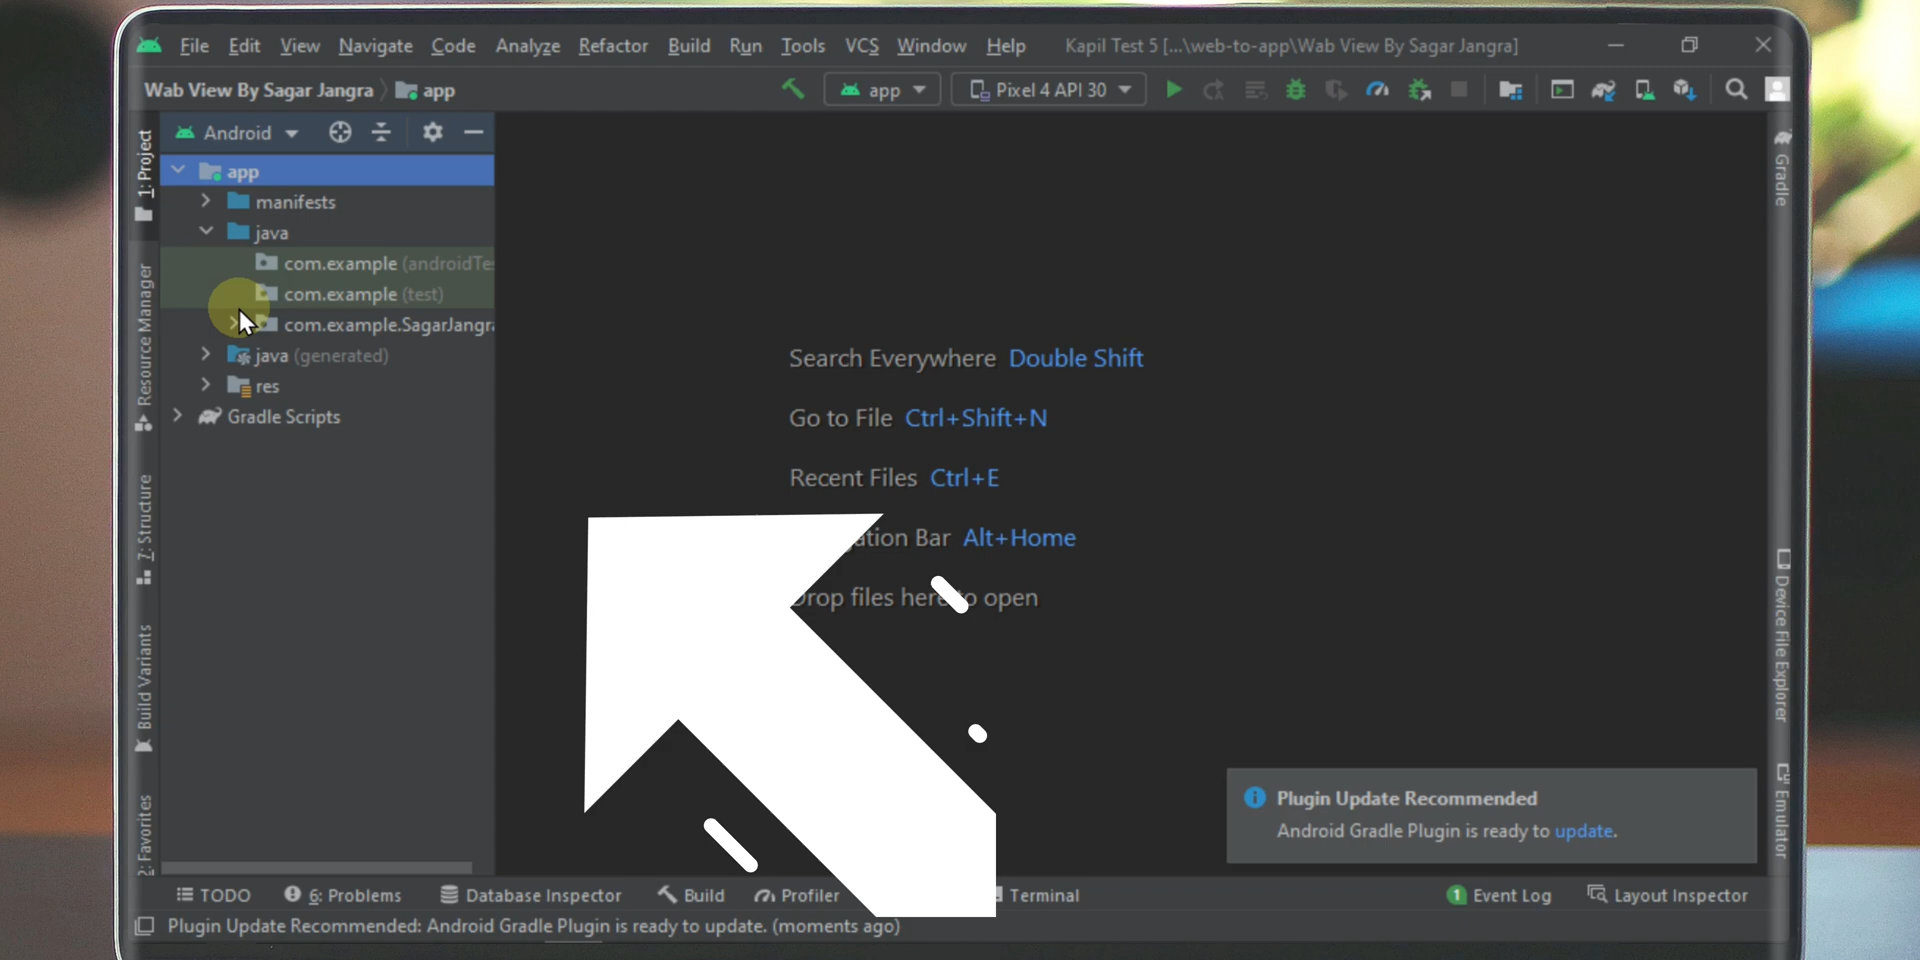 File Edit View Navigate Code Analyze Refactor Build Run Tools VCS Window Help Kapil Test 5 [...\web-to-app\Wab View By Sagar Jangra]
Wab View By Sagar Jangra app app Pixel 4 API 30
1: Project
Android
Gradle
app
manifests
java
com.example
com.example (test)
com.example.SagarJangra
java (generated)
res
Gradle Scripts
Resource Manager
Search Everywhere Double Shift
Go to File Ctrl+Shift+N
Recent Files Ctrl+E
Bar Alt+Home
files here to open
7: Structure
Build Variants
2: Favorites
Device File Explorer
Emulator
Plugin Update Recommended
Android Gradle Plugin is ready to update.
TODO 6: Problems Database Inspector Build Profiler Terminal 1 Event Log Layout Inspector
Plugin Update Recommended: Android Gradle Plugin is ready to update. (moments ago)